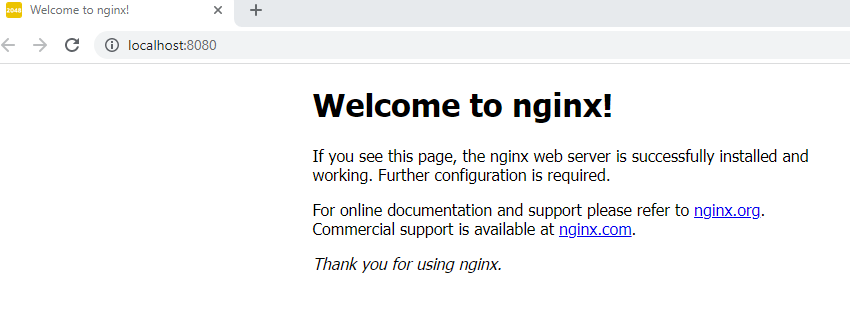 2048 Welcome to nginx!
localhost:8080
Welcome to nginx!
If you see this page, the nginx web server is successfully installed and
working. Further configuration is required.
For online documentation and support please refer to nginx.org.
Commercial support is available at nginx.com.
Thank you for using nginx.